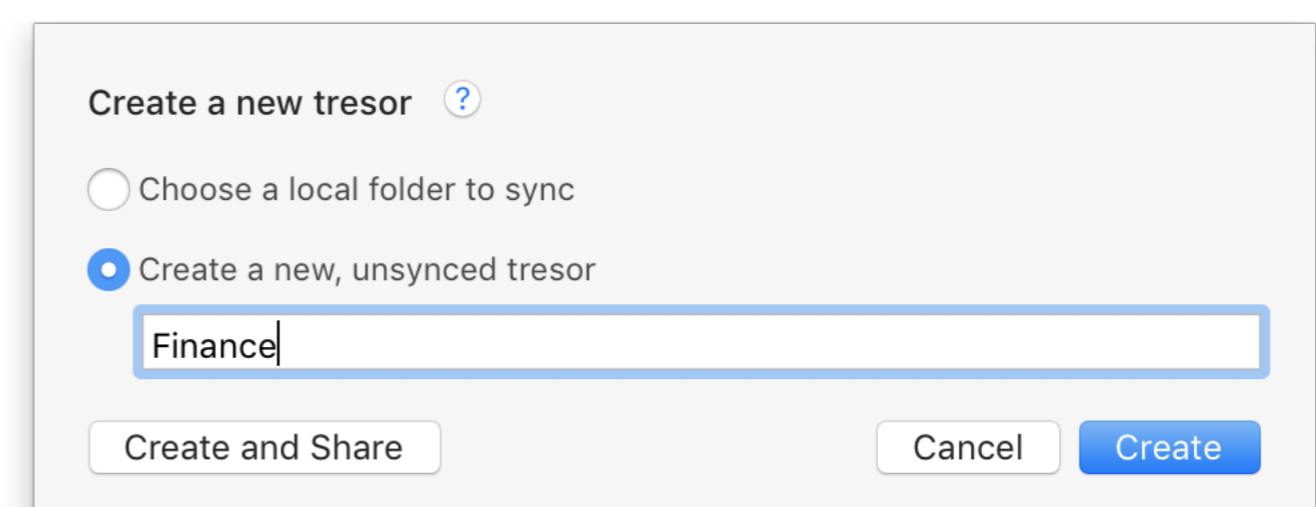 Create a new tresor ?
Choose a local folder to sync
Create a new, unsynced tresor
Finance
Create and Share Cancel Create